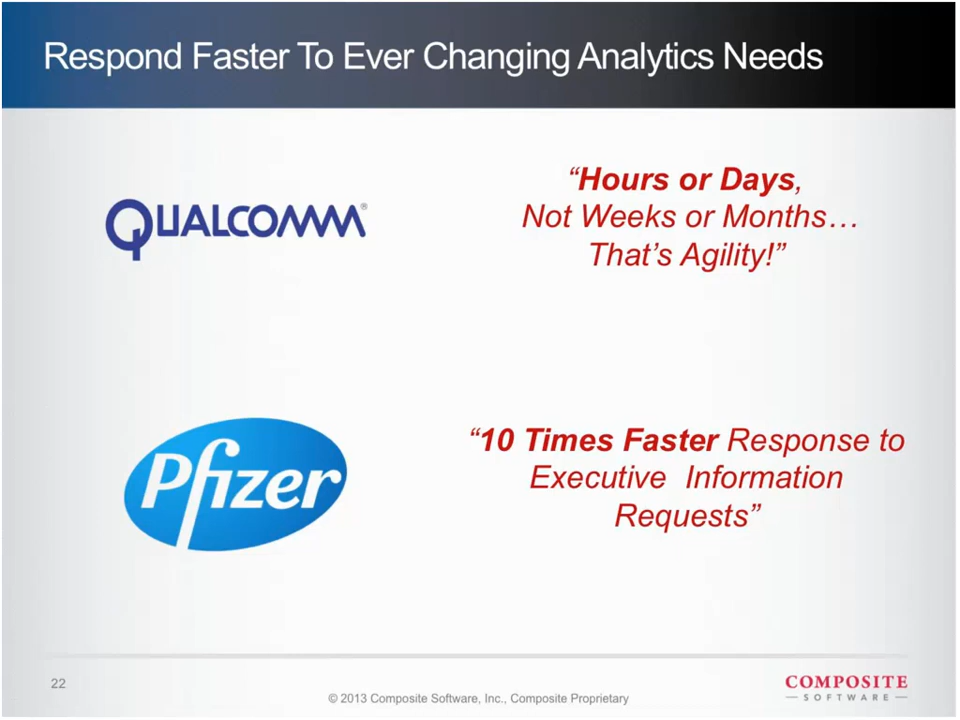 Respond Faster To Ever Changing Analytics Needs
QUALCOMM®
“Hours or Days,
Not Weeks or Months…
That’s Agility!”
Pfizer
“10 Times Faster Response to
Executive  Information
Requests”
22
© 2013 Composite Software, Inc., Composite Proprietary
COMPOSITE
SOFTWARE